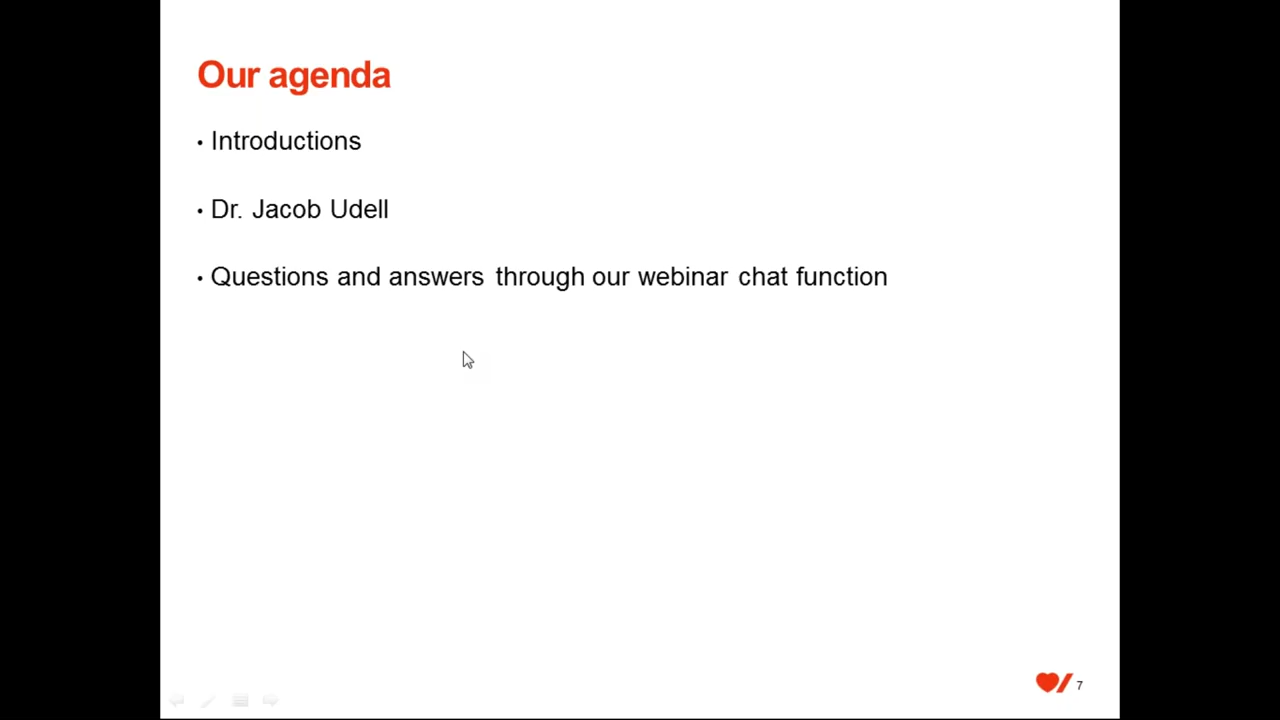 Our agenda
• Introductions
• Dr. Jacob Udell
• Questions and answers through our webinar chat function
7